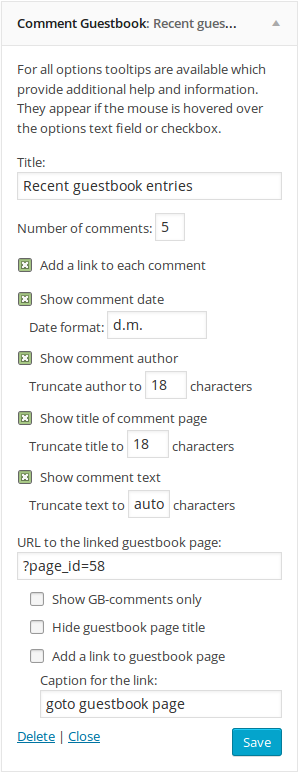 Comment Guestbook: Recent gues...
For all options tooltips are available which
provide additional help and information.
They appear if the mouse is hovered over
the options text field or checkbox.
Title:
Recent guestbook entries
Number of comments: 5
Add a link to each comment
Show comment date
Date format: d.m.
Show comment author
Truncate author to 18 characters
Show title of comment page
Truncate title to 18 characters
Show comment text
Truncate text to auto characters
URL to the linked guestbook page:
?page_id=58
Show GB-comments only
Hide guestbook page title
Add a link to guestbook page
Caption for the link:
goto guestbook page
Delete | Close Save